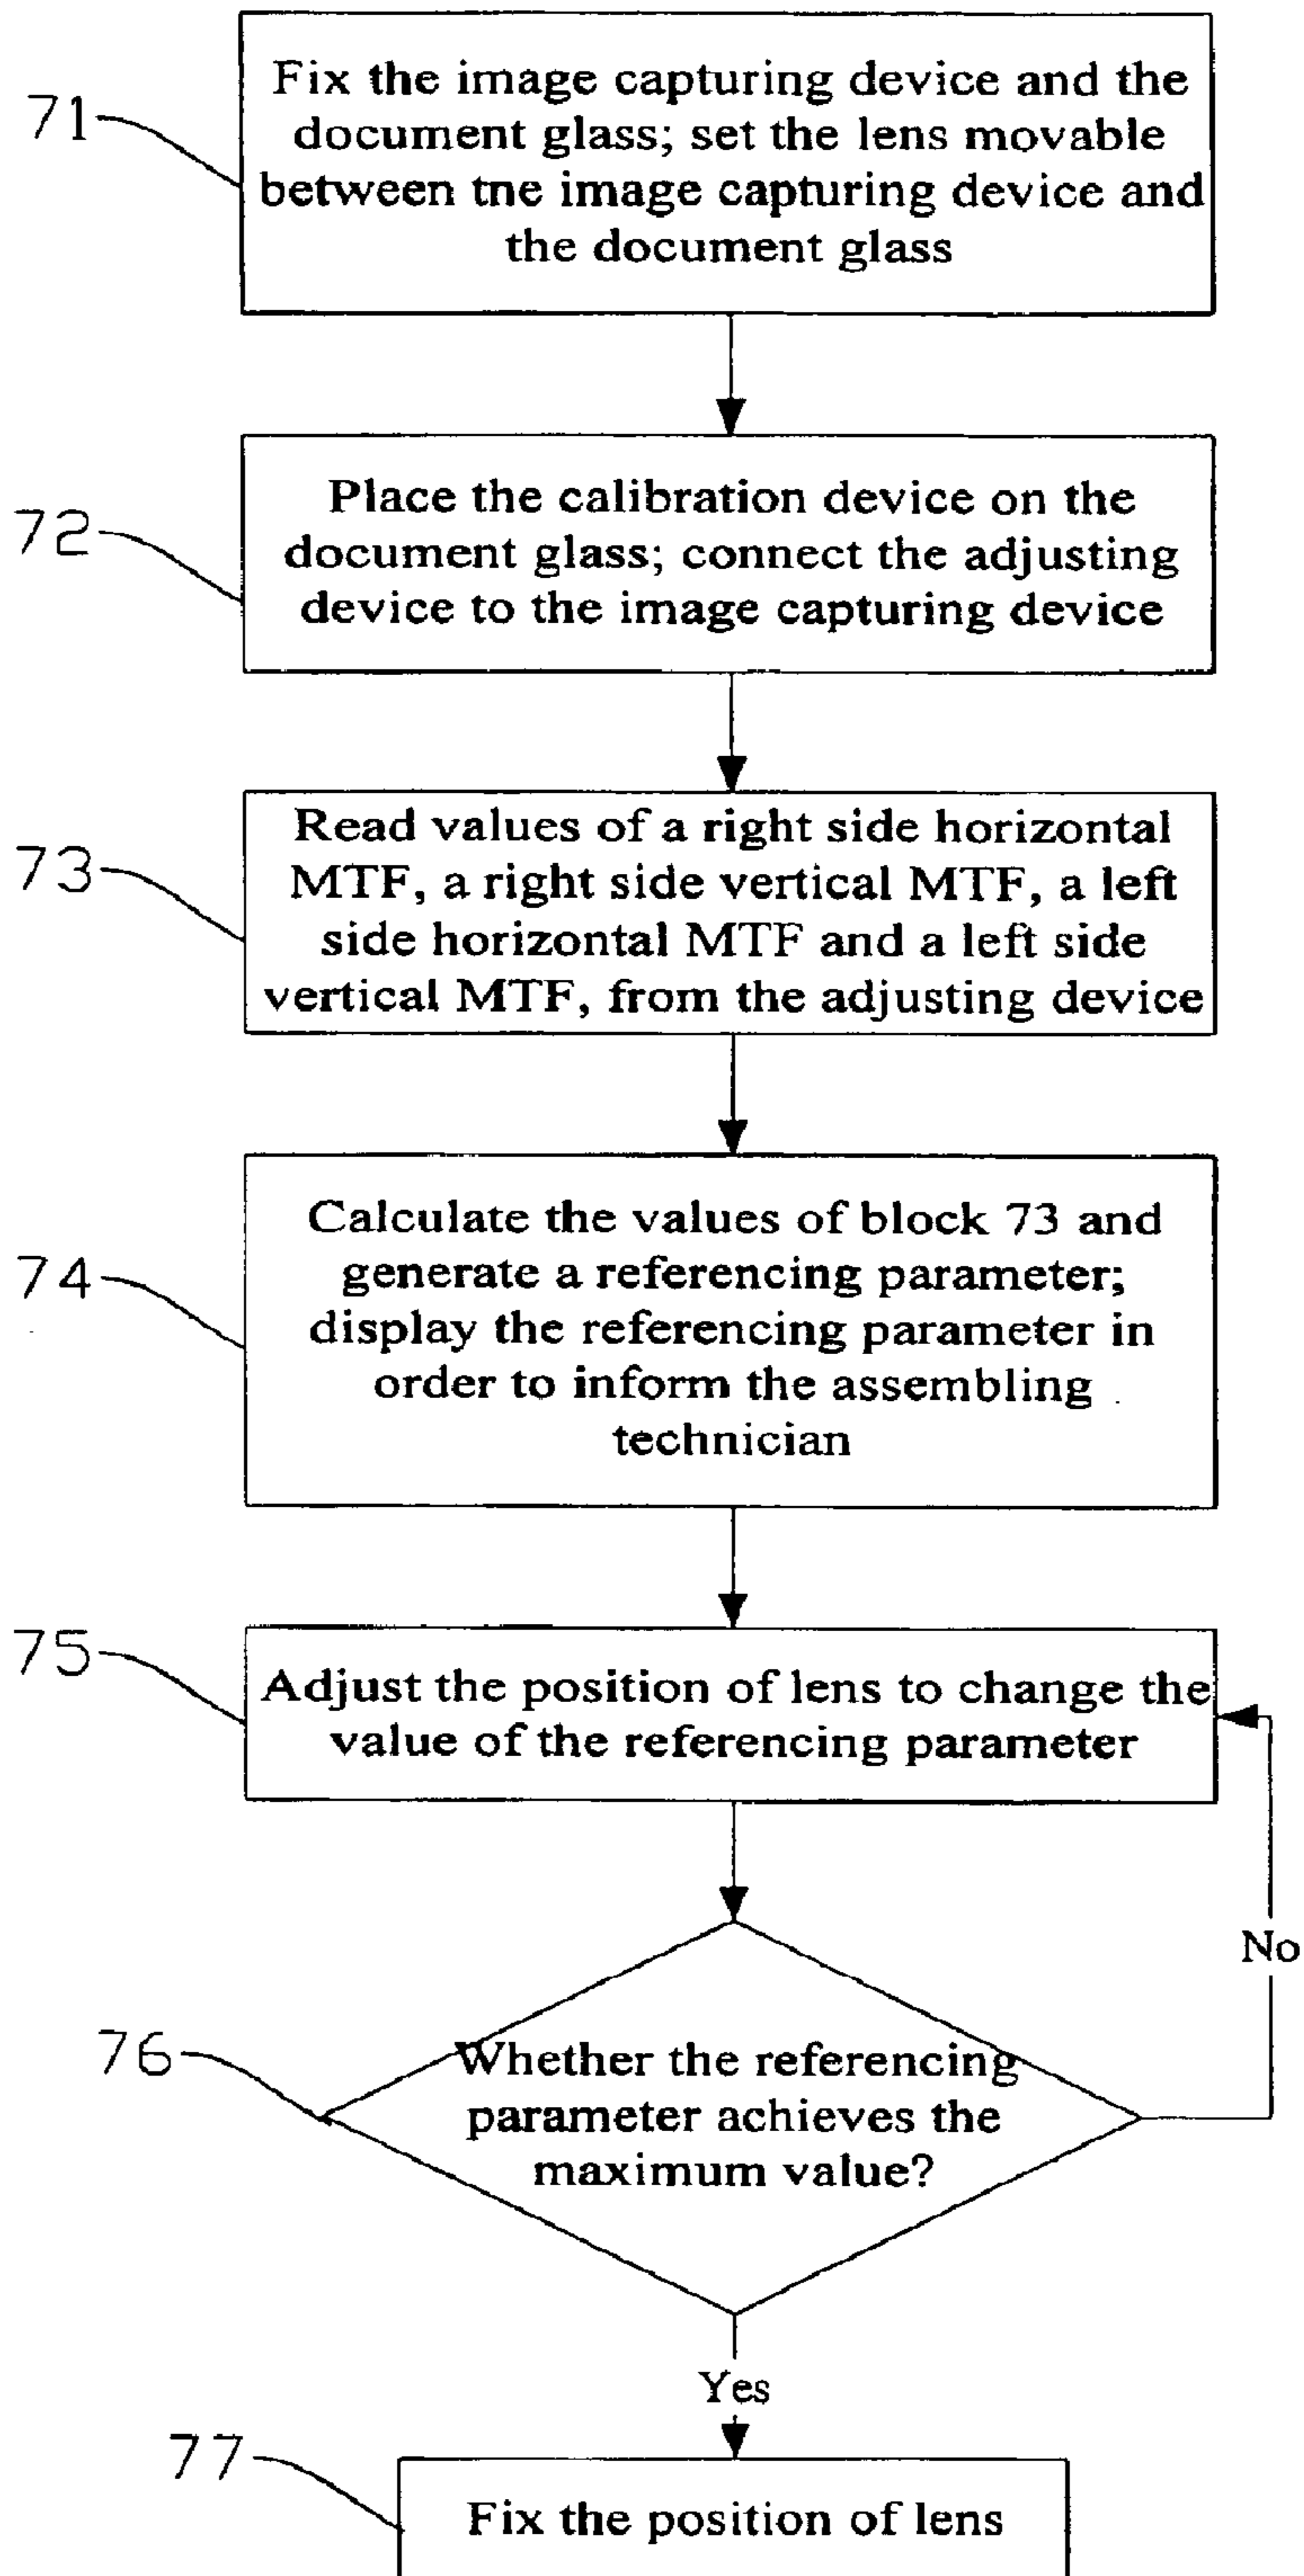 71
Fix the image capturing device and the
document glass; set the lens movable
between tne image capturing device and
the document glass
72
Place the calibration device on the
document glass; connect the adjusting
device to the image capturing device
73
Read values of a right side horizontal
MTF, a right side vertical MTF, a left
side horizontal MTF and a left side
vertical MTF, from the adjusting device
74
Calculate the values of block 73 and
generate a referencing parameter;
display the referencing parameter in
order to inform the assembling
technician
75
Adjust the position of lens to change the
value of the referencing parameter
No
76
Whether the referencing
parameter achieves the
maximum value?
Yes
77
Fix the position of lens